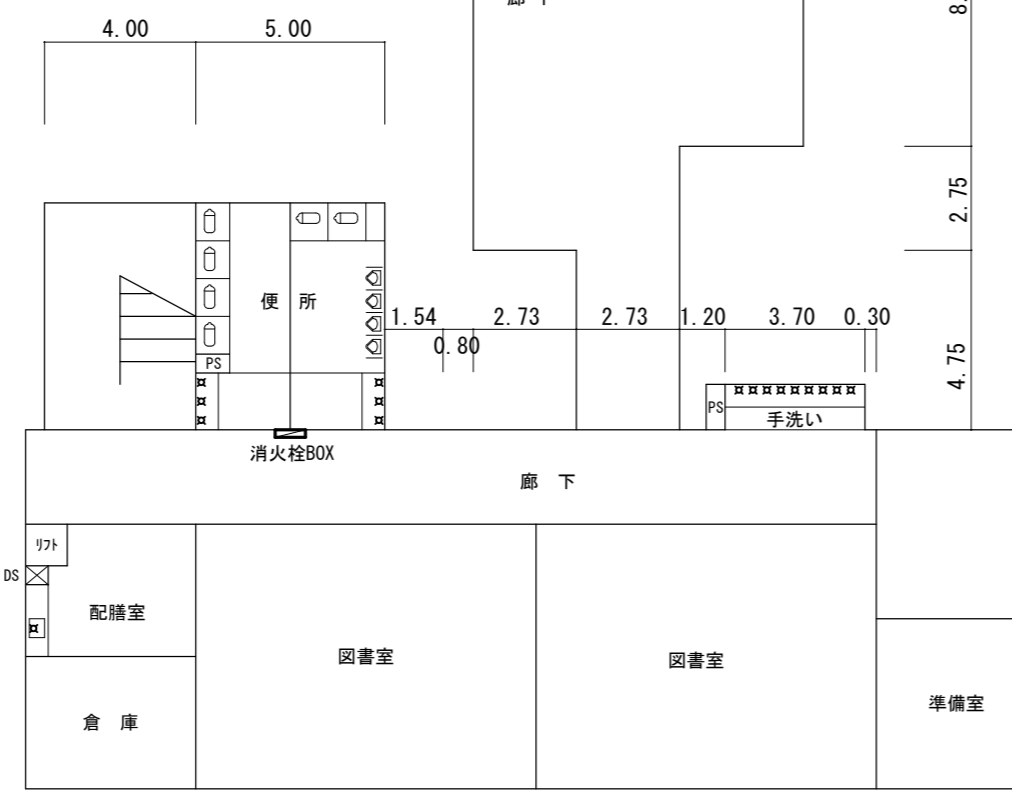 廊 下
8.
4.00
5.00
2.75
便 所
1.54
2.73
2.73
1.20
3.70
0.30
0.80
4.75
PS
PS
手洗い
消火栓BOX
廊 下
リフト
DS
配膳室
図書室
図書室
準備室
倉 庫